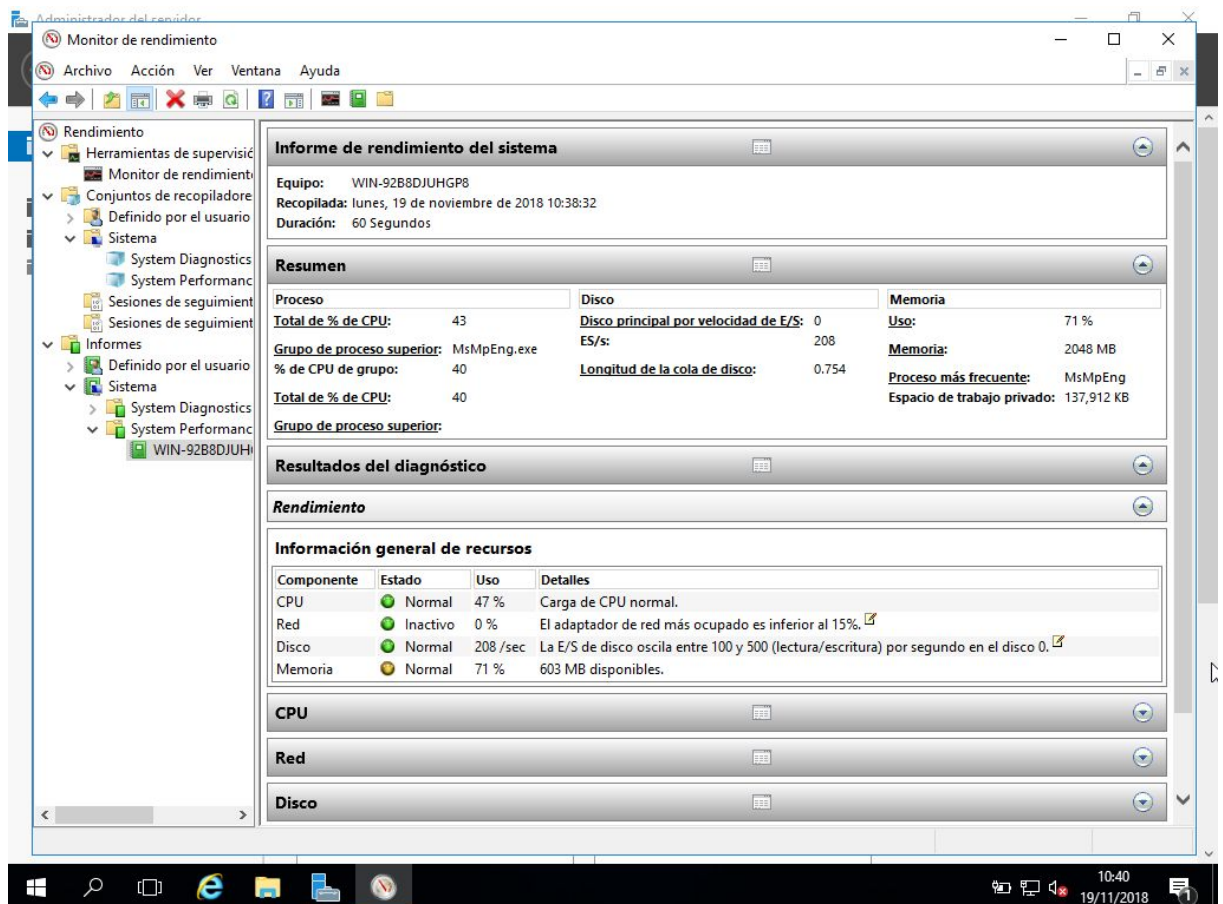 Administrador del servidor
Monitor de rendimiento
Archivo Acción Ver Ventana Ayuda
Rendimiento
Herramientas de supervisió
Monitor de rendimient
Conjuntos de recopiladore
Definido por el usuario
Sistema
System Diagnostics
System Performanc
Sesiones de seguimient
Sesiones de seguimient
Informes
Definido por el usuario
Sistema
System Diagnostics
System Performanc
WIN-92B8DJUH
Informe de rendimiento del sistema
Equipo: WIN-92B8DJUHGP8
Recopilada: lunes, 19 de noviembre de 2018 10:38:32
Duración: 60 Segundos
Resumen
Proceso Disco Memoria
Total de % de CPU: 43 Disco principal por velocidad de E/S: 0 Uso: 71 %
Grupo de proceso superior: MsMpEng.exe ES/s: 208 Memoria: 2048 MB
% de CPU de grupo: 40 Longitud de la cola de disco: 0.754 Proceso más frecuente: MsMpEng
Total de % de CPU: 40 Espacio de trabajo privado: 137,912 KB
Grupo de proceso superior:
Resultados del diagnóstico
Rendimiento
Información general de recursos
Componente Estado Uso Detalles
CPU Normal 47 % Carga de CPU normal.
Red Inactivo 0 % El adaptador de red más ocupado es inferior al 15%.
Disco Normal 208 /sec La E/S de disco oscila entre 100 y 500 (lectura/escritura) por segundo en el disco 0.
Memoria Normal 71 % 603 MB disponibles.
CPU
Red
Disco
10:40
19/11/2018
1